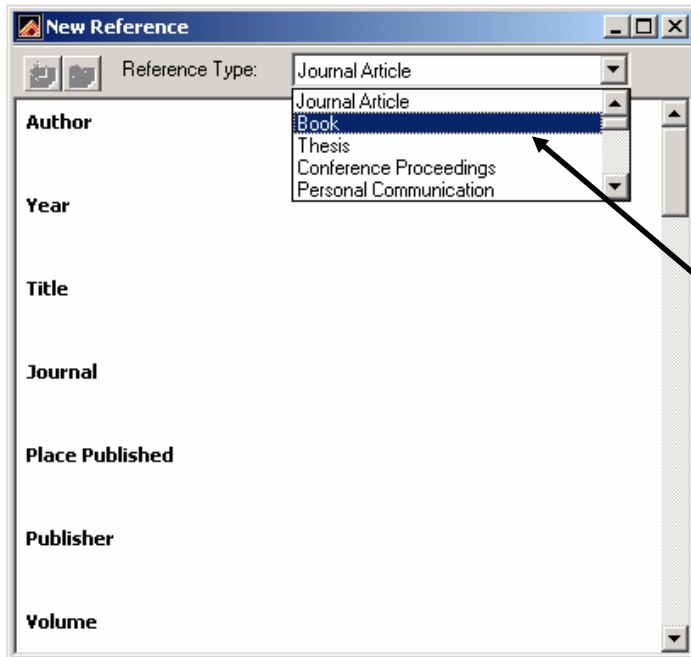 New Reference
Reference Type: Journal Article
Journal Article
Book
Thesis
Conference Proceedings
Personal Communication
Author
Year
Title
Journal
Place Published
Publisher
Volume